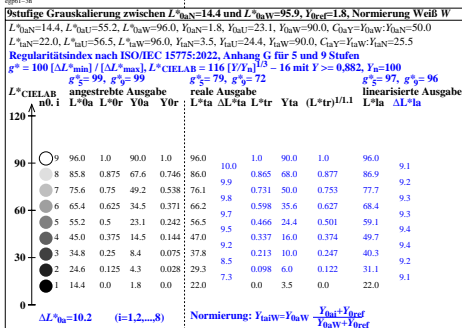 9stufige Grauskalierung zwischen L*0aN=14.4 und L*0aW=95.9, Y0ref=1.8, Normierung Weiß W
L*0aN=14.4, L*0aU=55.2, L*0aW=96.0, Y0aN=1.8, Y0aU=23.1, Y0aW=90.0, C0aY=Y0aW:Y0aN=50.0
L*taN=22.0, L*taU=56.5, L*taW=96.0, YtaN=3.5, YtaU=24.4, YtaW=90.0, CtaY=YtaW:YtaN=25.5
Regularitätsindex nach ISO/IEC 15775:2022, Anhang G für 5 und 9 Stufen
g* = 100 [ΔL*min] / [ΔL*max], L*CIELAB = 116 [Y/Yn]1/3 – 16 mit Y >= 0,882, Yn=100
g*5= 99, g*9= 99 g*5= 79, g*9= 72 g*5= 97, g*9= 96
L*CIELAB angestrebte Ausgabe reale Ausgabe linearisierte Ausgabe
n0. i L*0a L*0r Y0a Y0r L*ta ΔL*ta L*tr Yta (L*tr)1/1.1 L*la ΔL*la
120
9 96.0 1.0 90.0 1.0 96.0 1.0 90.0 1.0 96.0
10.0 9.1
8 85.8 0.875 67.6 0.746 86.0 0.865 68.0 0.877 86.9
9.9 9.2
90
7 75.6 0.75 49.2 0.538 76.1 0.731 50.0 0.753 77.7
9.8 9.3
6 65.4 0.625 34.5 0.371 66.2 0.598 35.6 0.627 68.4
9.7 9.3
60
5 55.2 0.5 23.1 0.242 56.5 0.466 24.4 0.501 59.1
9.5 9.4
4 45.0 0.375 14.5 0.144 47.0 0.337 16.0 0.374 49.7
9.2 9.4
3 34.8 0.25 8.4 0.075 37.8 0.213 10.0 0.247 40.3
30
8.5 9.2
2 24.6 0.125 4.3 0.028 29.3 0.098 6.0 0.122 31.1
7.3 9.1
1 14.4 0.0 1.8 0.0 22.0 0.0 3.5 0.0 22.0
0
ΔL*0a=10.2 (i=1,2,...,8) Normierung: YtaiW=Y0aW Y0ai+Y0ref
Y0aW+Y0ref